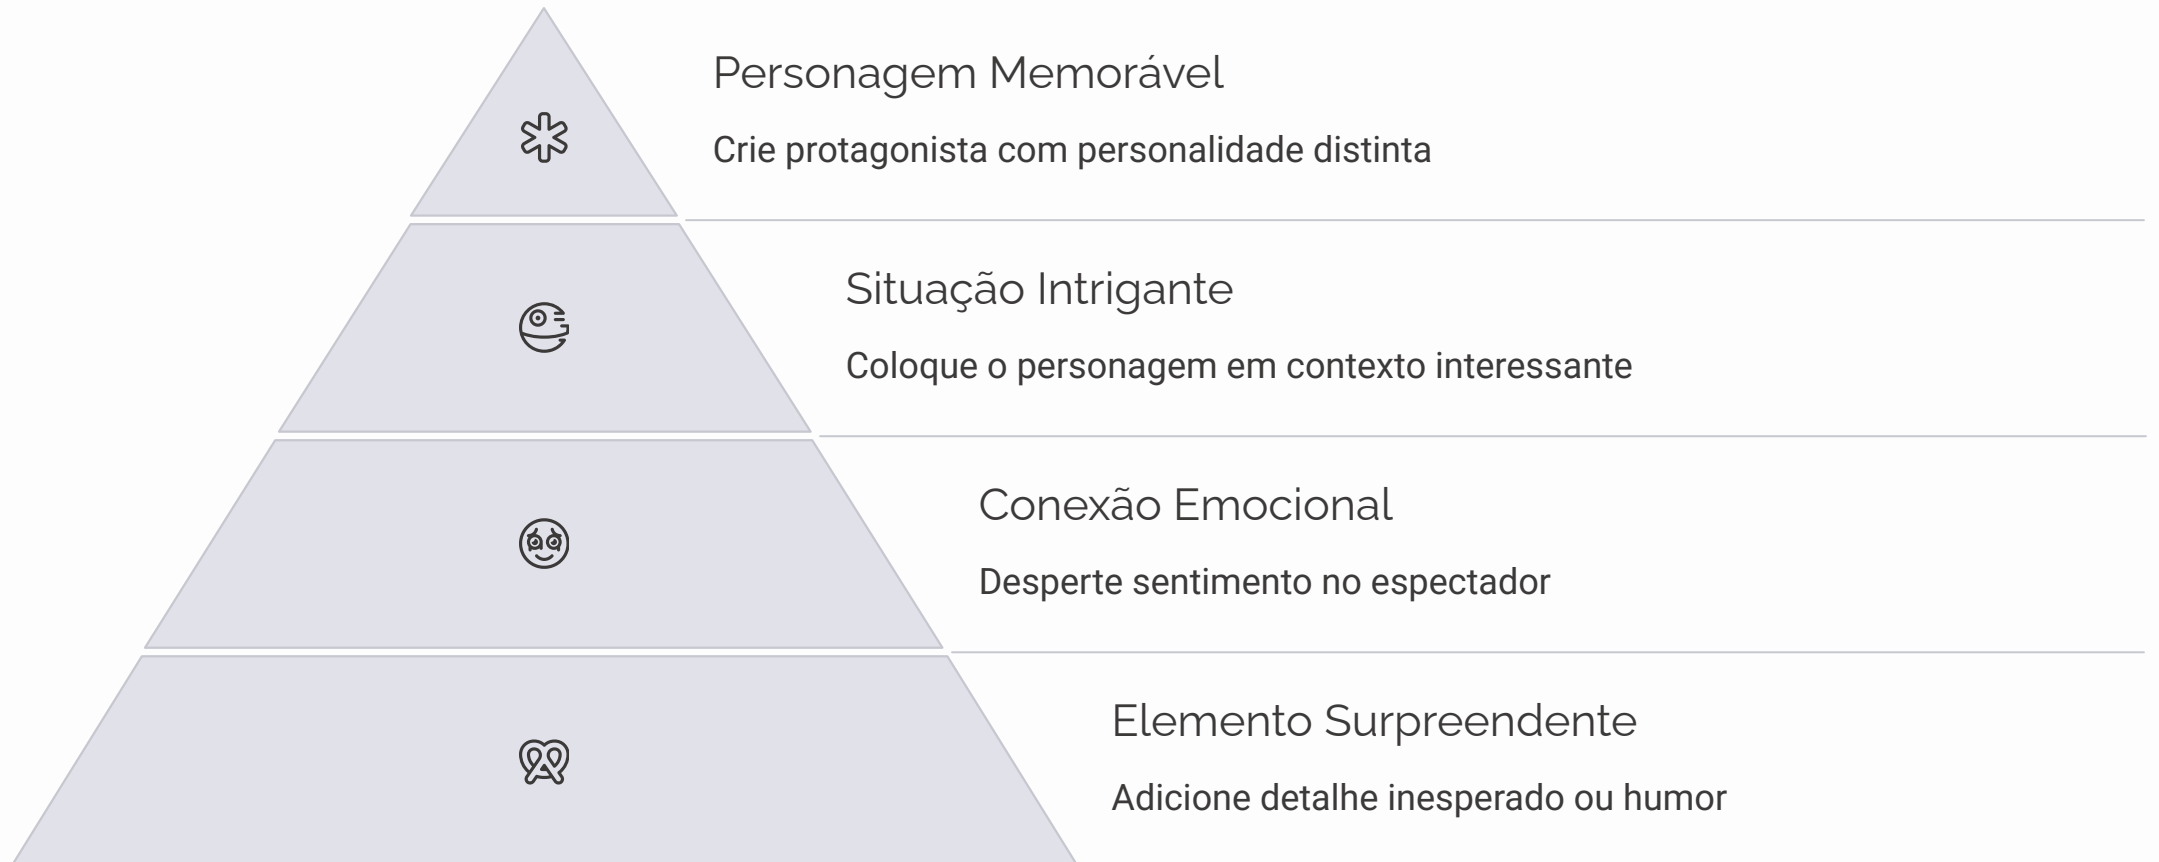 Personagem Memorável
Crie protagonista com personalidade distinta
Situação Intrigante
Coloque o personagem em contexto interessante
Conexão Emocional
Desperte sentimento no espectador
Elemento Surpreendente
Adicione detalhe inesperado ou humor